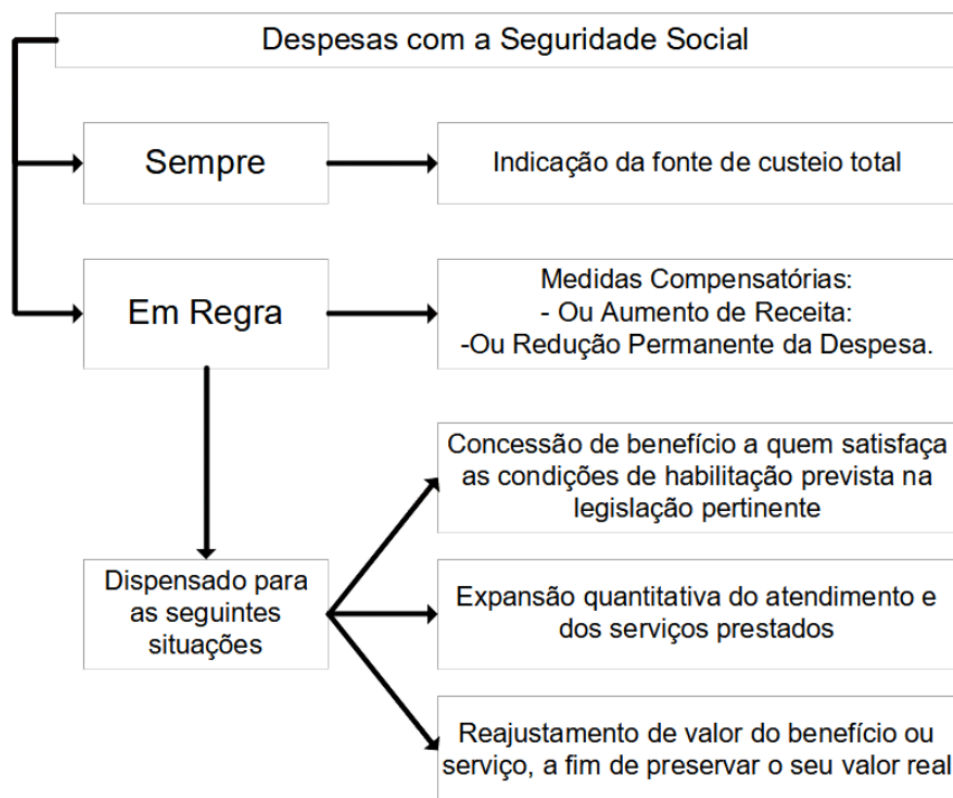 Despesas com a Seguridade Social
Sempre
Indicação da fonte de custeio total
Em Regra
Medidas Compensatórias:
- Ou Aumento de Receita:
-Ou Redução Permanente da Despesa.
Dispensado para
as seguintes
situações
Concessão de benefício a quem satisfaça
as condições de habilitação prevista na
legislação pertinente
Expansão quantitativa do atendimento e
dos serviços prestados
Reajustamento de valor do benefício ou
serviço, a fim de preservar o seu valor real